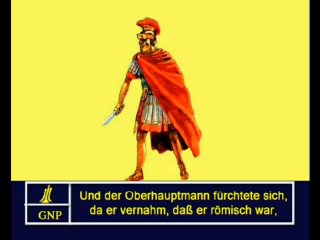 Und der Oberhauptmann fürchtete sich,
da er vernahm, daß er römisch war,
GNP